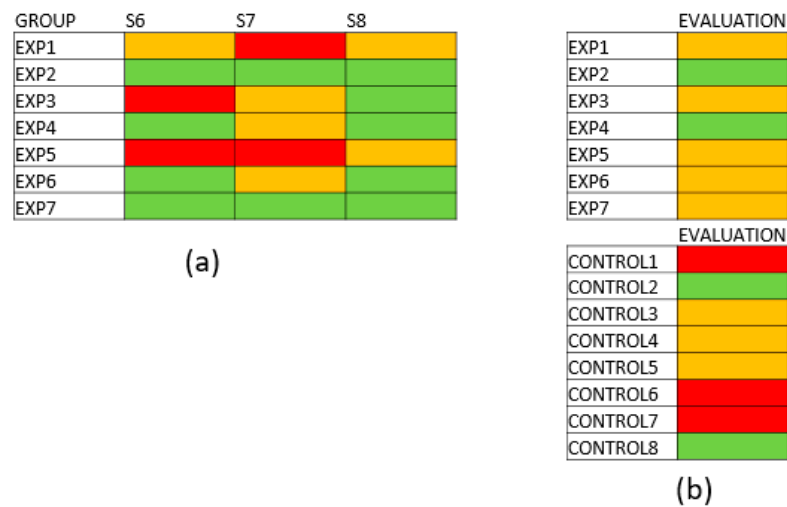 GROUP S6 S7 S8
EXP1
EXP2
EXP3
EXP4
EXP5
EXP6
EXP7
(a)
EVALUATION
EXP1
EXP2
EXP3
EXP4
EXP5
EXP6
EXP7
EVALUATION
CONTROL1
CONTROL2
CONTROL3
CONTROL4
CONTROL5
CONTROL6
CONTROL7
CONTROL8
(b)